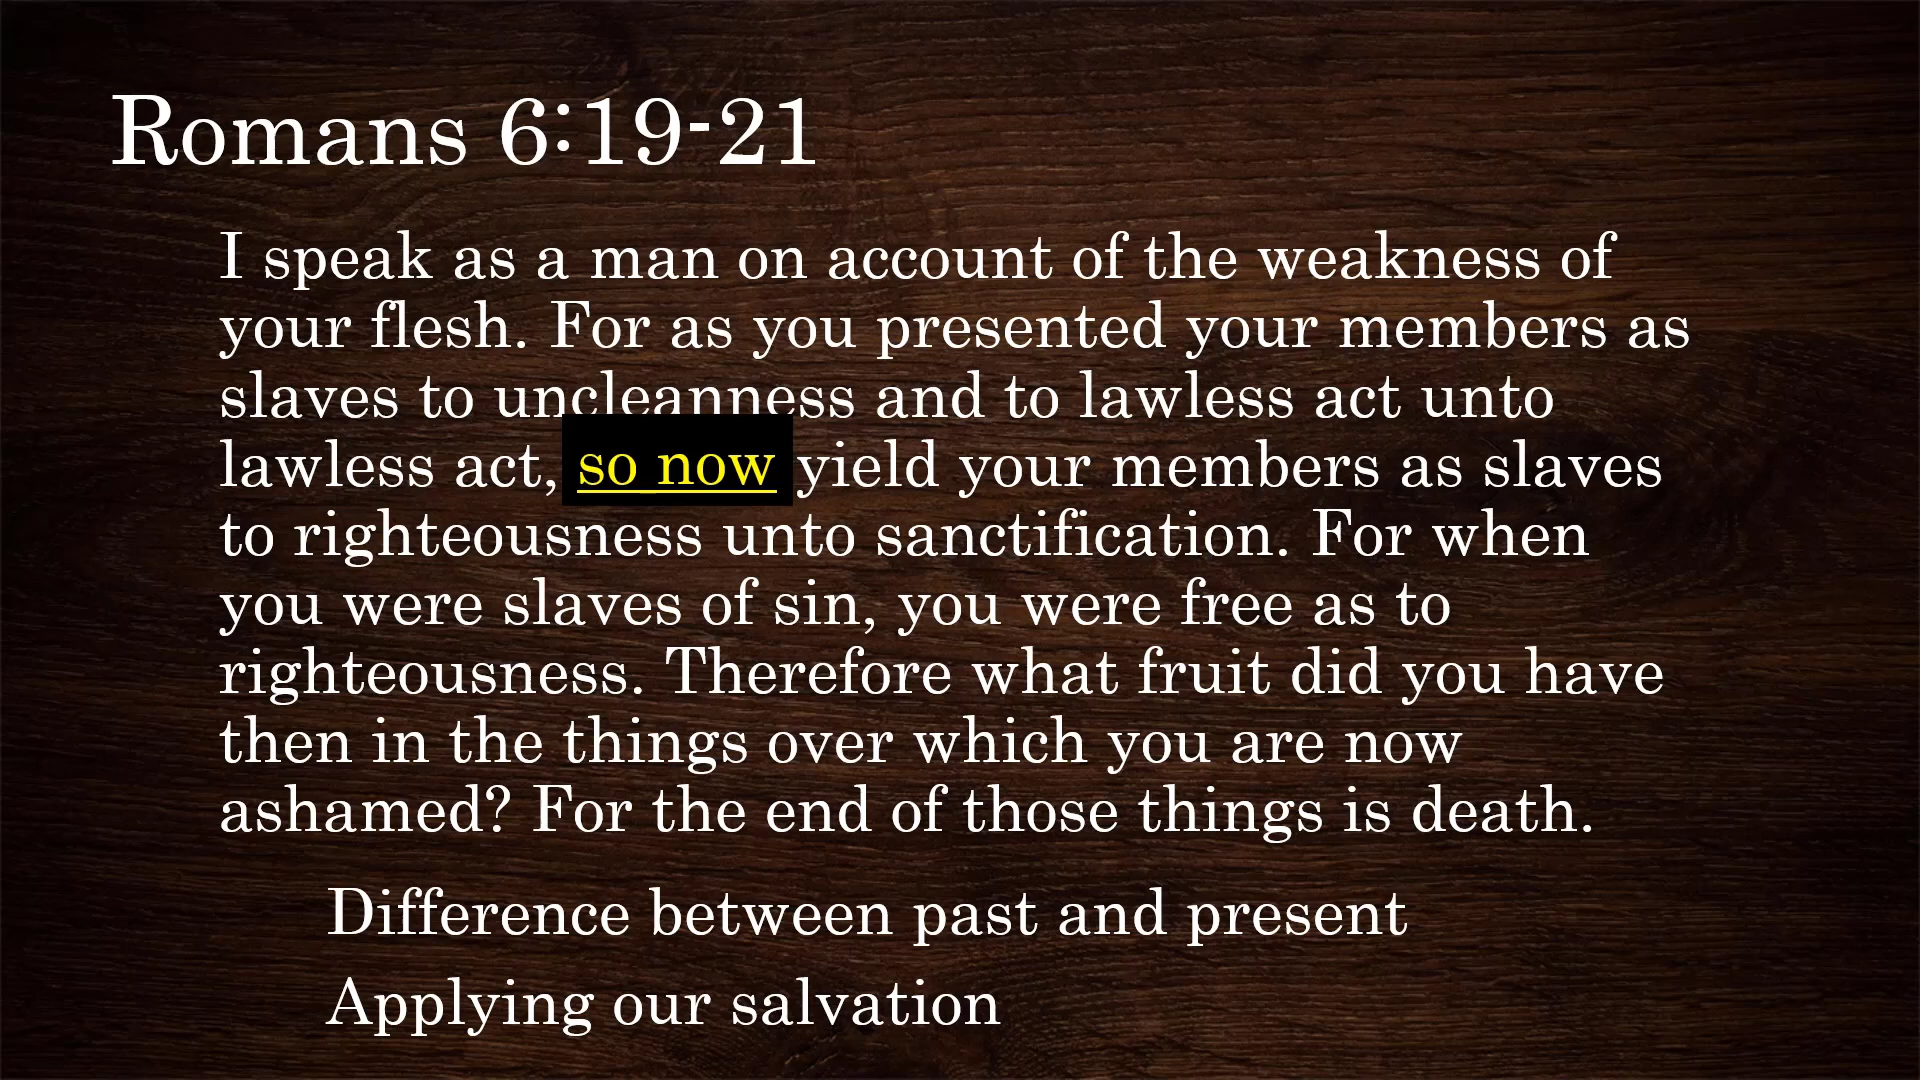 Romans 6:19-21
I speak as a man on account of the weakness of
your flesh. For as you presented your members as
slaves to uncleanness and to lawless act unto
lawless act, so now yield your members as slaves
to righteousness unto sanctification. For when
you were slaves of sin, you were free as to
righteousness. Therefore what fruit did you have
then in the things over which you are now
ashamed? For the end of those things is death.
Difference between past and present
Applying our salvation